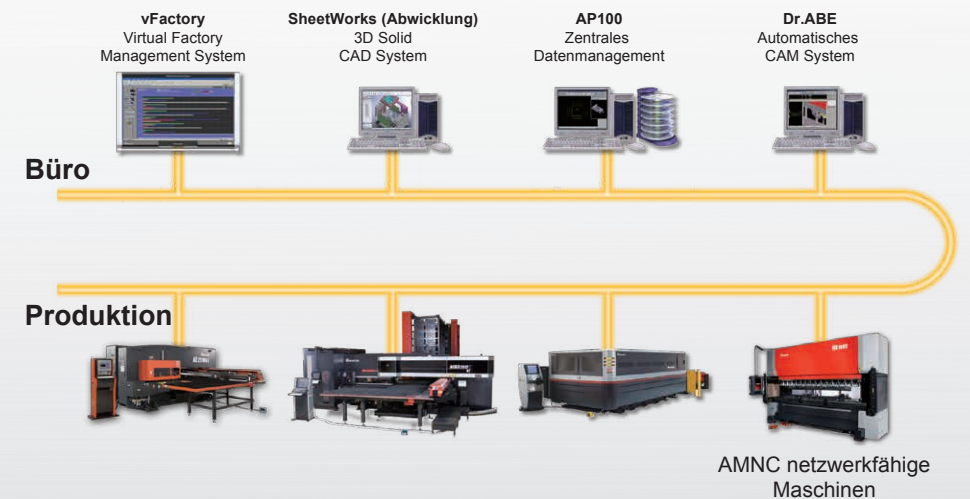 vFactory
Virtual Factory
Management System
SheetWorks (Abwicklung)
3D Solid
CAD System
AP100
Zentrales
Datenmanagement
Dr.ABE
Automatisches
CAM System
Büro
Produktion
AMNC netzwerkfähige
Maschinen